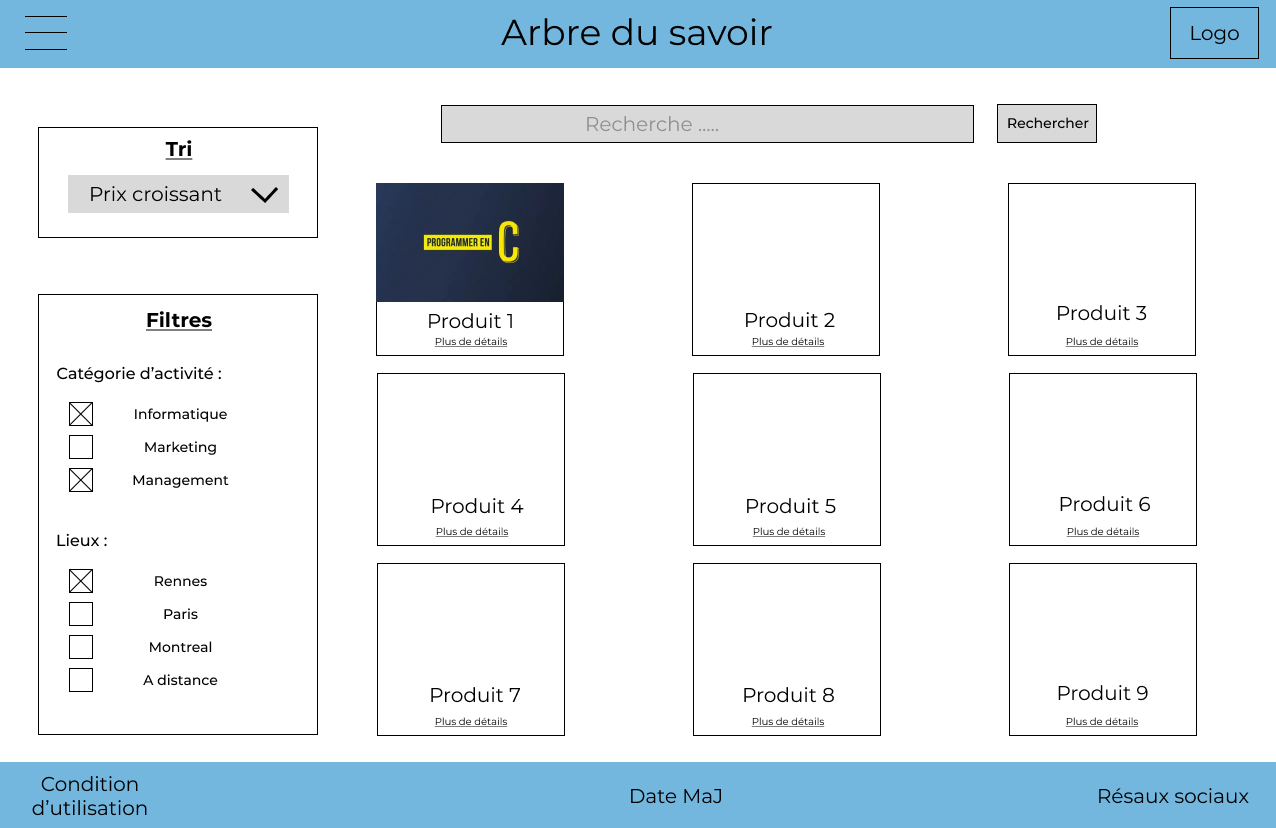 Arbre du savoir
Logo
Recherche .....
Rechercher
Tri
Prix croissant
Filtres
Catégorie d’activité :
Informatique
Marketing
Management
Lieux :
Rennes
Paris
Montreal
A distance
PROGRAMMER EN C
Produit 1
Plus de détails
Produit 2
Plus de détails
Produit 3
Plus de détails
Produit 4
Plus de détails
Produit 5
Plus de détails
Produit 6
Plus de détails
Produit 7
Plus de détails
Produit 8
Plus de détails
Produit 9
Plus de détails
Condition
d’utilisation
Date MaJ
Résaux sociaux